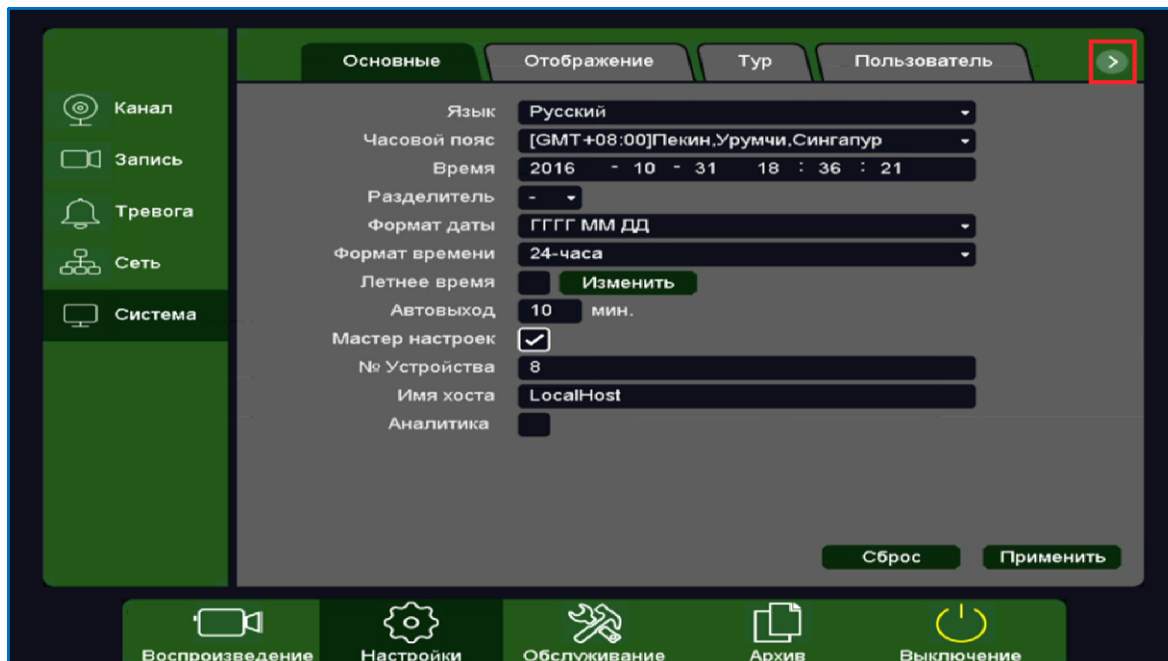 Основные Отображение Тур Пользователь >
Канал
Запись
Тревога
Сеть
Система
Язык Русский
Часовой пояс [GMT+08:00]Пекин,Урумчи,Сингапур
Время 2016 - 10 - 31 18 : 36 : 21
Разделитель -
Формат даты ГГГГ ММ ДД
Формат времени 24-часа
Летнее время Изменить
Автовыход 10 мин.
Мастер настроек
№ Устройства 8
Имя хоста LocalHost
Аналитика
Сброс Применить
Воспроизведение Настройки Обслуживание Архив Выключение